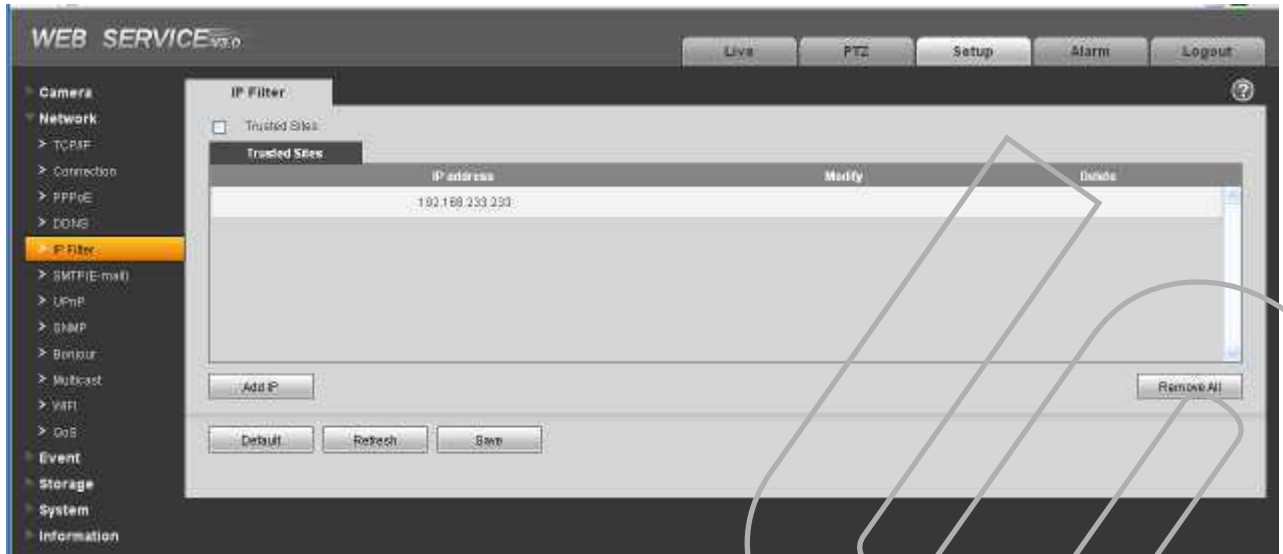 WEB SERVICE V3.0
Live PTZ Setup Alarm Logout
Camera
Network
> TCP/IP
> Connection
> PPPoE
> DDNS
> IP Filter
> SMTP(E-mail)
> UPnP
> SNMP
> Bonjour
> Multicast
> WIFI
> QoS
Event
Storage
System
Information
IP Filter
?
Trusted Sites
Trusted Sites
IP address Modify Delete
192.168.233.233
Add IP Remove All
Default Refresh Save